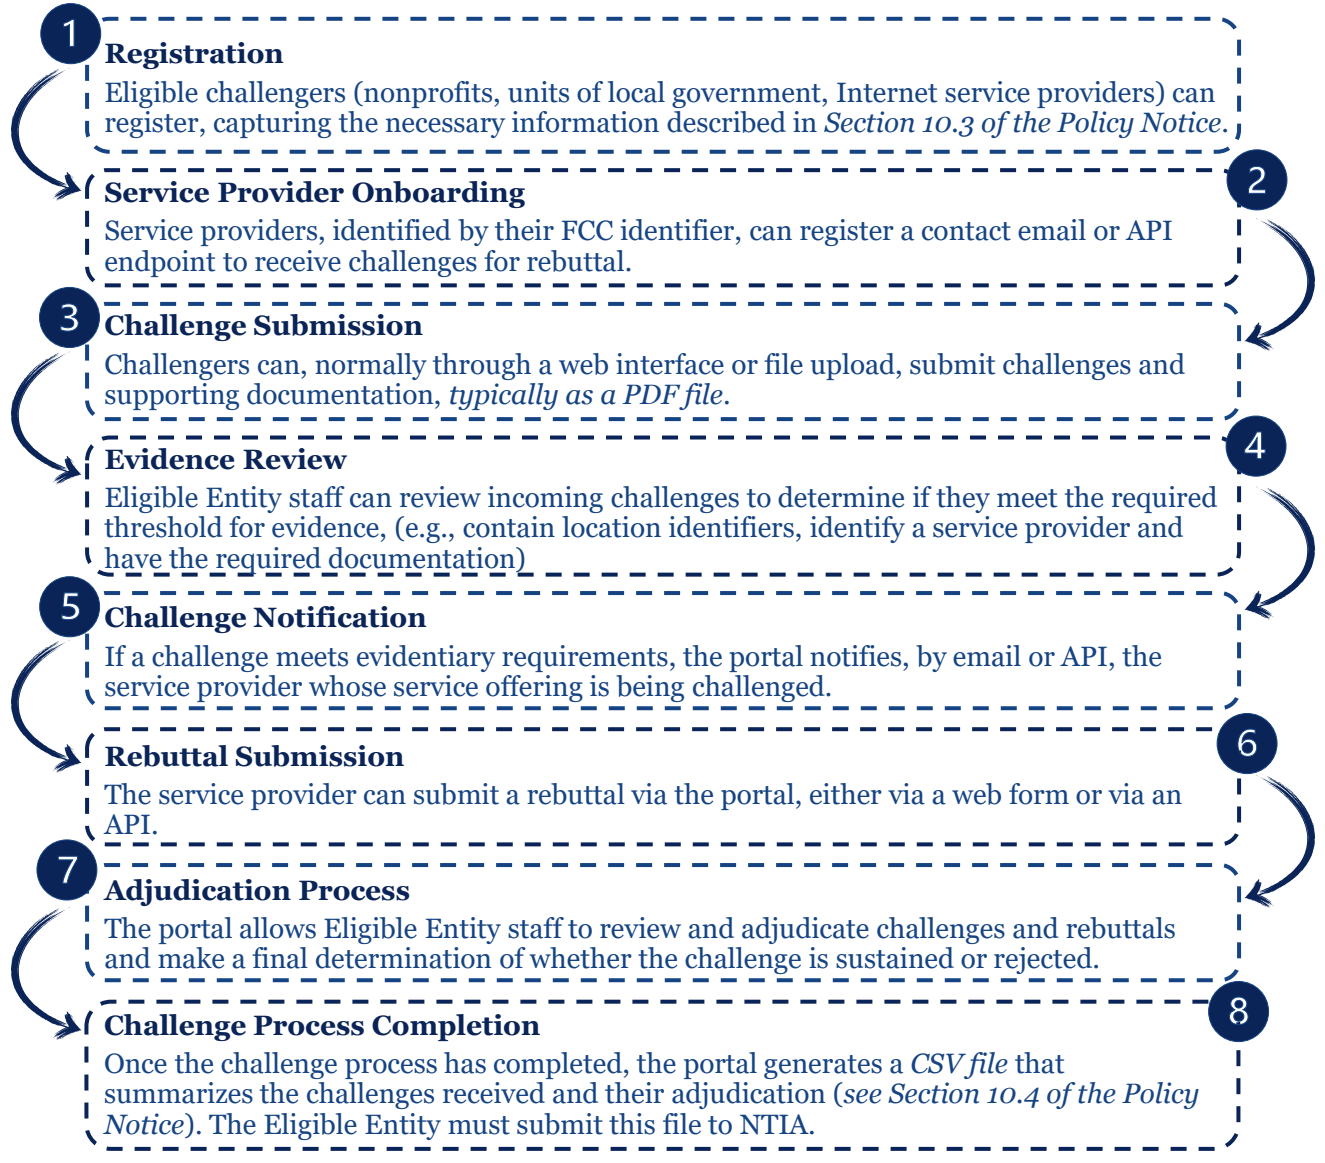 1
Registration
Eligible challengers (nonprofits, units of local government, Internet service providers) can
register, capturing the necessary information described in Section 10.3 of the Policy Notice.
2
Service Provider Onboarding
Service providers, identified by their FCC identifier, can register a contact email or API
endpoint to receive challenges for rebuttal.
3
Challenge Submission
Challengers can, normally through a web interface or file upload, submit challenges and
supporting documentation, typically as a PDF file.
4
Evidence Review
Eligible Entity staff can review incoming challenges to determine if they meet the required
threshold for evidence, (e.g., contain location identifiers, identify a service provider and
have the required documentation)
5
Challenge Notification
If a challenge meets evidentiary requirements, the portal notifies, by email or API, the
service provider whose service offering is being challenged.
6
Rebuttal Submission
The service provider can submit a rebuttal via the portal, either via a web form or via an
API.
7
Adjudication Process
The portal allows Eligible Entity staff to review and adjudicate challenges and rebuttals
and make a final determination of whether the challenge is sustained or rejected.
8
Challenge Process Completion
Once the challenge process has completed, the portal generates a CSV file that
summarizes the challenges received and their adjudication (see Section 10.4 of the Policy
Notice). The Eligible Entity must submit this file to NTIA.